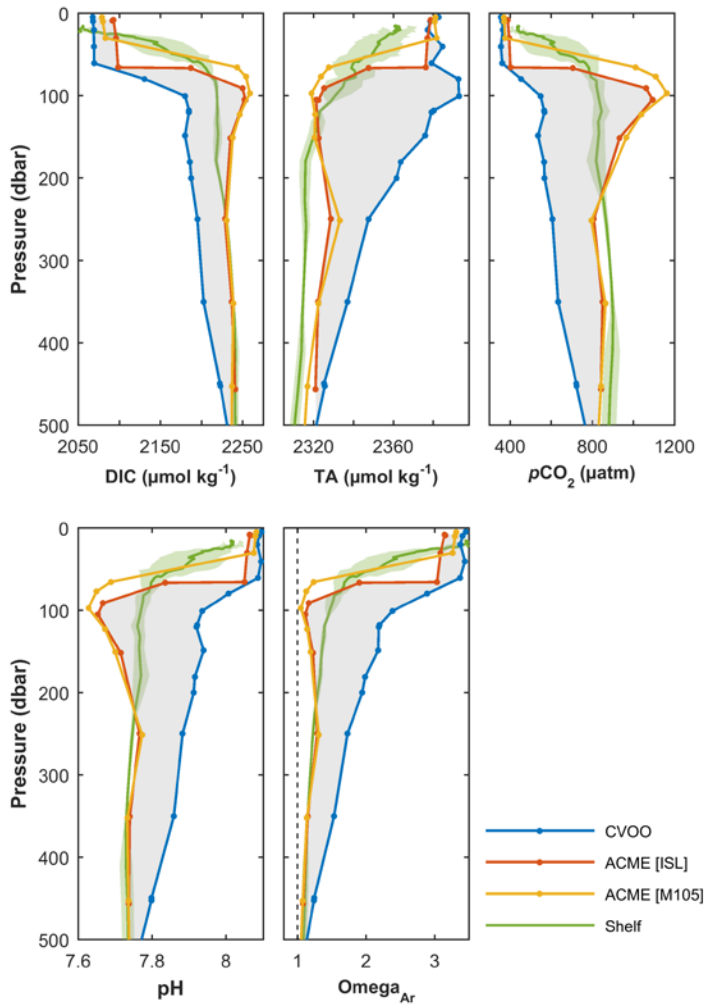 0
100
200
300
400
500
Pressure (dbar)
2050 2150 2250
2320 2360
400 800 1200
DIC (µmol kg⁻¹)
TA (µmol kg⁻¹)
pCO₂ (µatm)
0
100
200
300
400
500
Pressure (dbar)
7.6 7.8 8
1 2 3
pH
Omega_Ar
CVOO
ACME [ISL]
ACME [M105]
Shelf